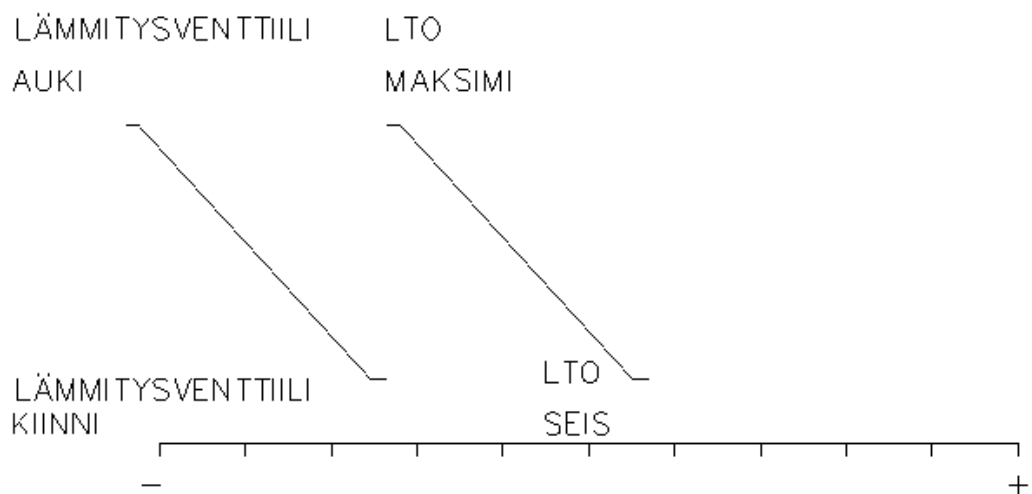 LÄMMITYSVENTTIILI
AUKI
LTO
MAKSIMI
LÄMMITYSVENTTIILI
KIINNI
LTO
SEIS
– +